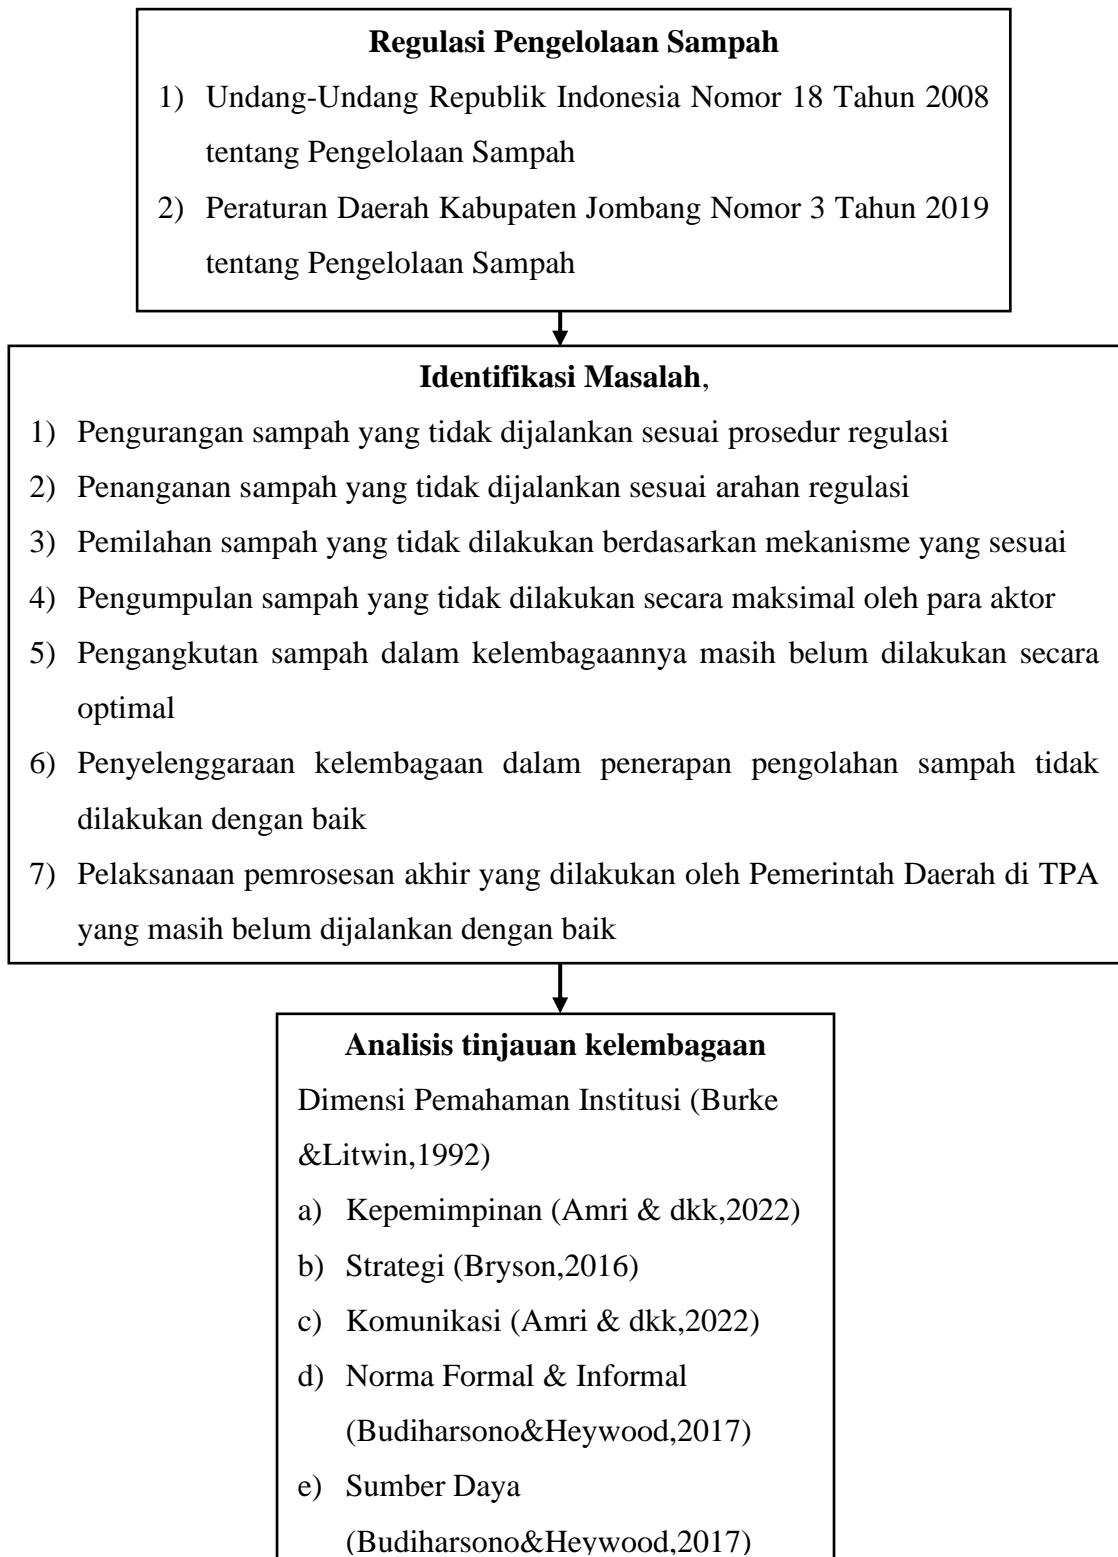 Regulasi Pengelolaan Sampah
1) Undang-Undang Republik Indonesia Nomor 18 Tahun 2008
tentang Pengelolaan Sampah
2) Peraturan Daerah Kabupaten Jombang Nomor 3 Tahun 2019
tentang Pengelolaan Sampah
Identifikasi Masalah,
1) Pengurangan sampah yang tidak dijalankan sesuai prosedur regulasi
2) Penanganan sampah yang tidak dijalankan sesuai arahan regulasi
3) Pemilahan sampah yang tidak dilakukan berdasarkan mekanisme yang sesuai
4) Pengumpulan sampah yang tidak dilakukan secara maksimal oleh para aktor
5) Pengangkutan sampah dalam kelembagaannya masih belum dilakukan secara
optimal
6) Penyelenggaraan kelembagaan dalam penerapan pengolahan sampah tidak
dilakukan dengan baik
7) Pelaksanaan pemrosesan akhir yang dilakukan oleh Pemerintah Daerah di TPA
yang masih belum dijalankan dengan baik
Analisis tinjauan kelembagaan
Dimensi Pemahaman Institusi (Burke
&Litwin,1992)
a) Kepemimpinan (Amri & dkk,2022)
b) Strategi (Bryson,2016)
c) Komunikasi (Amri & dkk,2022)
d) Norma Formal & Informal
(Budiharsono&Heywood,2017)
e) Sumber Daya
(Budiharsono&Heywood,2017)